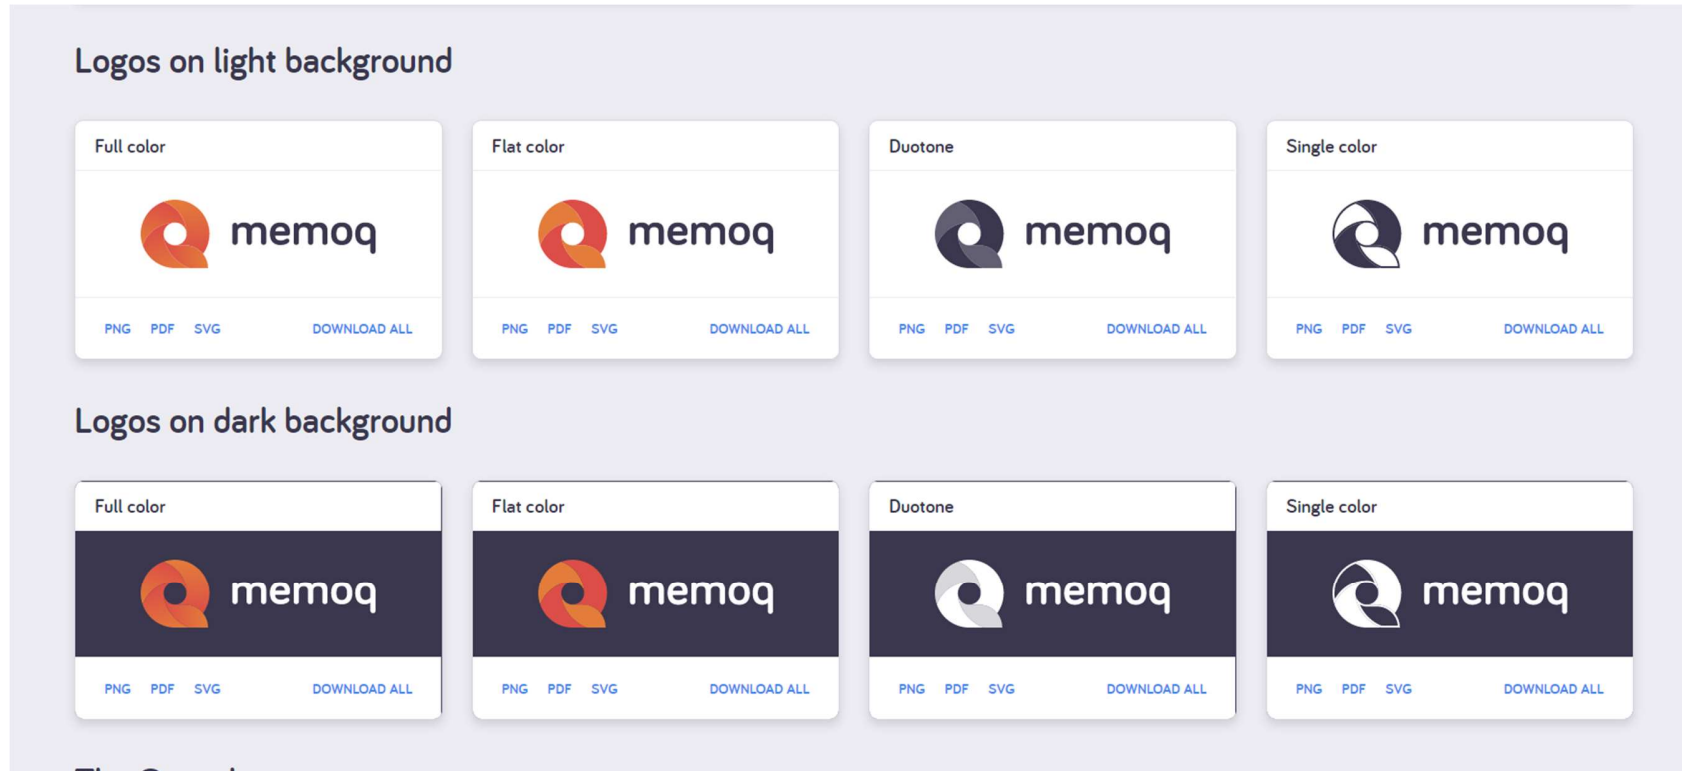 Logos on light background
Full color
Flat color
Duotone
Single color
memoq
memoq
memoq
memoq
PNG PDF SVG DOWNLOAD ALL
PNG PDF SVG DOWNLOAD ALL
PNG PDF SVG DOWNLOAD ALL
PNG PDF SVG DOWNLOAD ALL
Logos on dark background
Full color
Flat color
Duotone
Single color
memoq
memoq
memoq
memoq
PNG PDF SVG DOWNLOAD ALL
PNG PDF SVG DOWNLOAD ALL
PNG PDF SVG DOWNLOAD ALL
PNG PDF SVG DOWNLOAD ALL